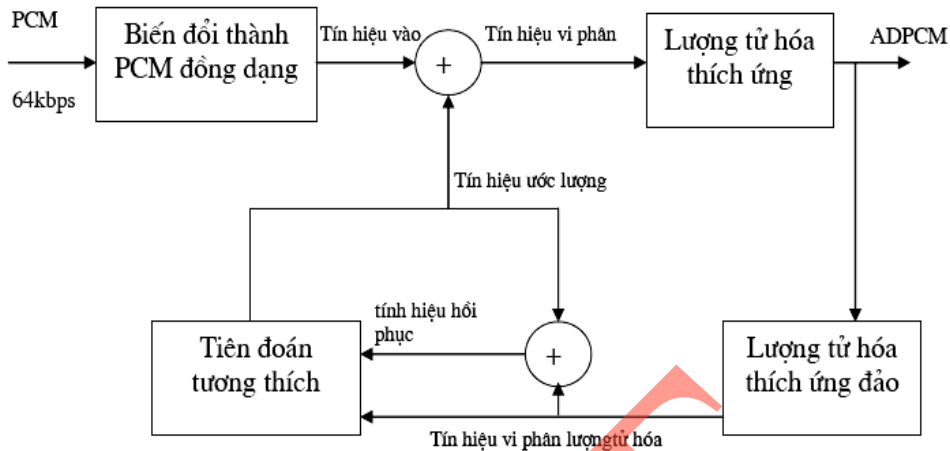 PCM
64kbps
Biến đổi thành
PCM đồng dạng
Tín hiệu vào
+
Tín hiệu vi phân
Lượng tử hóa
thích ứng
ADPCM
Tín hiệu ước lượng
tính hiệu hồi
phục
Tiên đoán
tương thích
+
Lượng tử hóa
thích ứng đảo
Tín hiệu vi phân lượngtử hóa